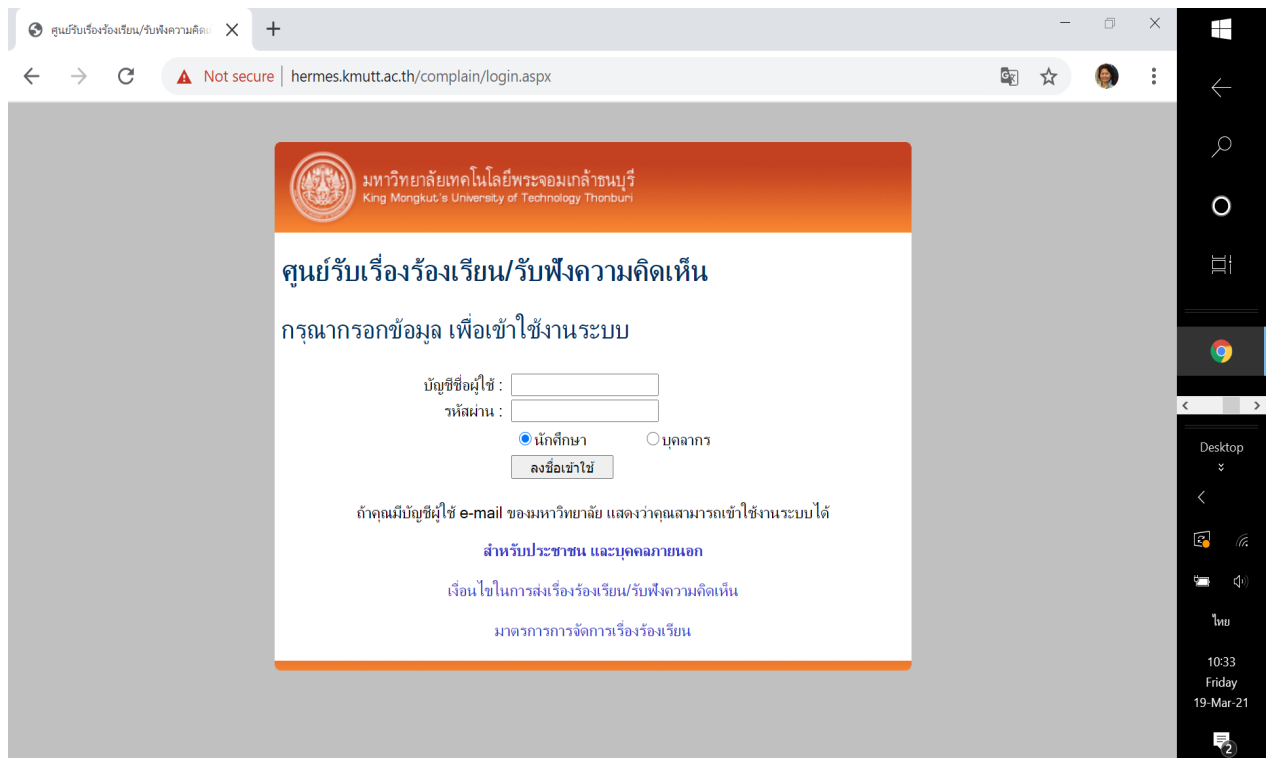 ศูนย์รับเรื่องร้องเรียน/รับฟังความคิดเ
Not secure | hermes.kmutt.ac.th/complain/login.aspx
มหาวิทยาลัยเทคโนโลยีพระจอมเกล้าธนบุรี
King Mongkut's University of Technology Thonburi
ศูนย์รับเรื่องร้องเรียน/รับฟังความคิดเห็น
กรุณากรอกข้อมูล เพื่อเข้าใช้งานระบบ
บัญชีชื่อผู้ใช้ :
รหัสผ่าน :
นักศึกษา บุคลากร
ลงชื่อเข้าใช้
ถ้าคุณมีบัญชีผู้ใช้ e-mail ของมหาวิทยาลัย แสดงว่าคุณสามารถเข้าใช้งานระบบได้
สำหรับประชาชน และบุคคลภายนอก
เงื่อนไขในการส่งเรื่องร้องเรียน/รับฟังความคิดเห็น
มาตรการการจัดการเรื่องร้องเรียน
Desktop
ไทย
10:33
Friday
19-Mar-21
2